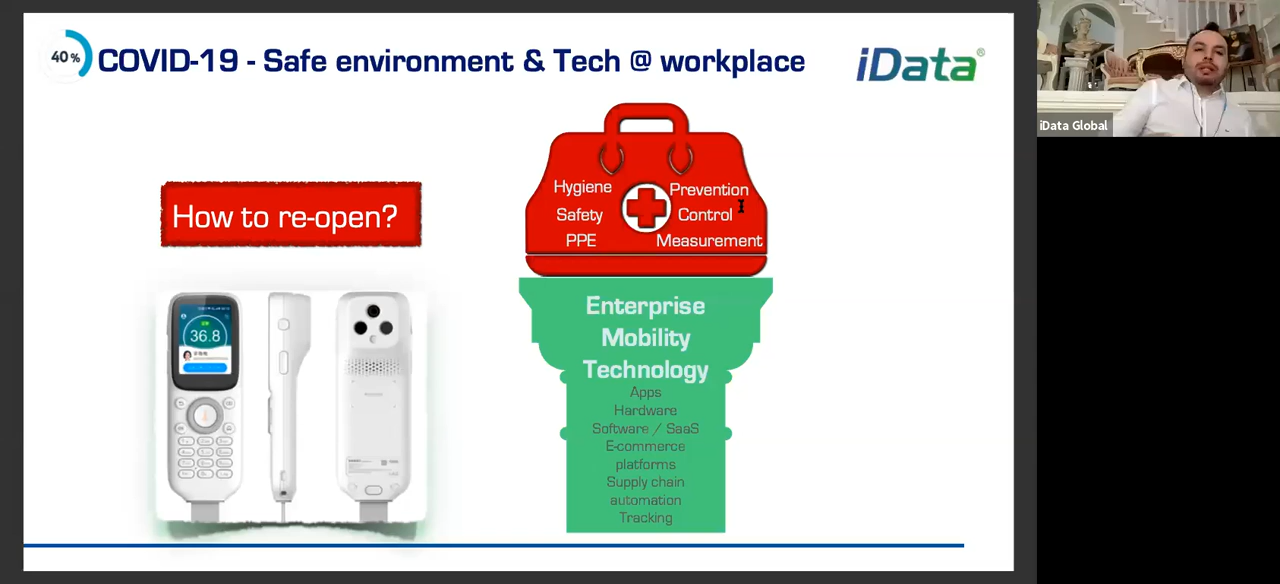 40 %
COVID-19 - Safe environment & Tech @ workplace
iData®
iData Global
How to re-open?
Hygiene
Safety
PPE
Prevention
Control
Measurement
36.8
Enterprise
Mobility
Technology
Apps
Hardware
Software / SaaS
E-commerce
platforms
Supply chain
automation
Tracking